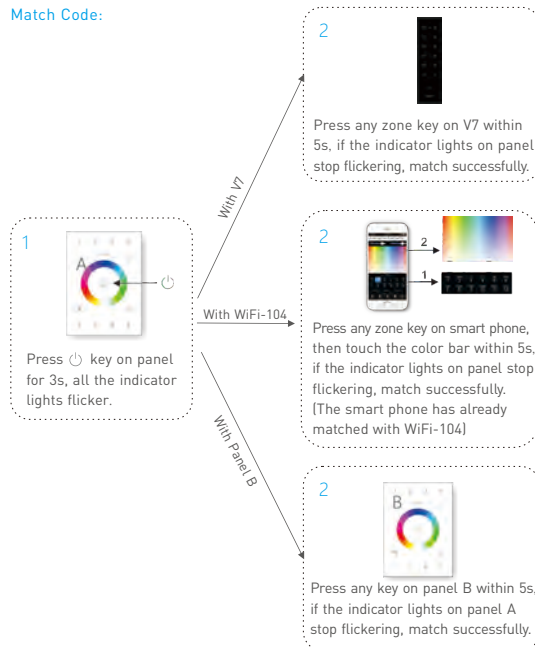 Match Code:
1
A
Press key on panel
for 3s, all the indicator
lights flicker.
With V7
2
Press any zone key on V7 within
5s, if the indicator lights on panel
stop flickering, match successfully.
With WiFi-104
2
2
1
Press any zone key on smart phone,
then touch the color bar within 5s,
if the indicator lights on panel stop
flickering, match successfully.
(The smart phone has already
matched with WiFi-104)
With Panel B
2
B
Press any key on panel B within 5s,
if the indicator lights on panel A
stop flickering, match successfully.